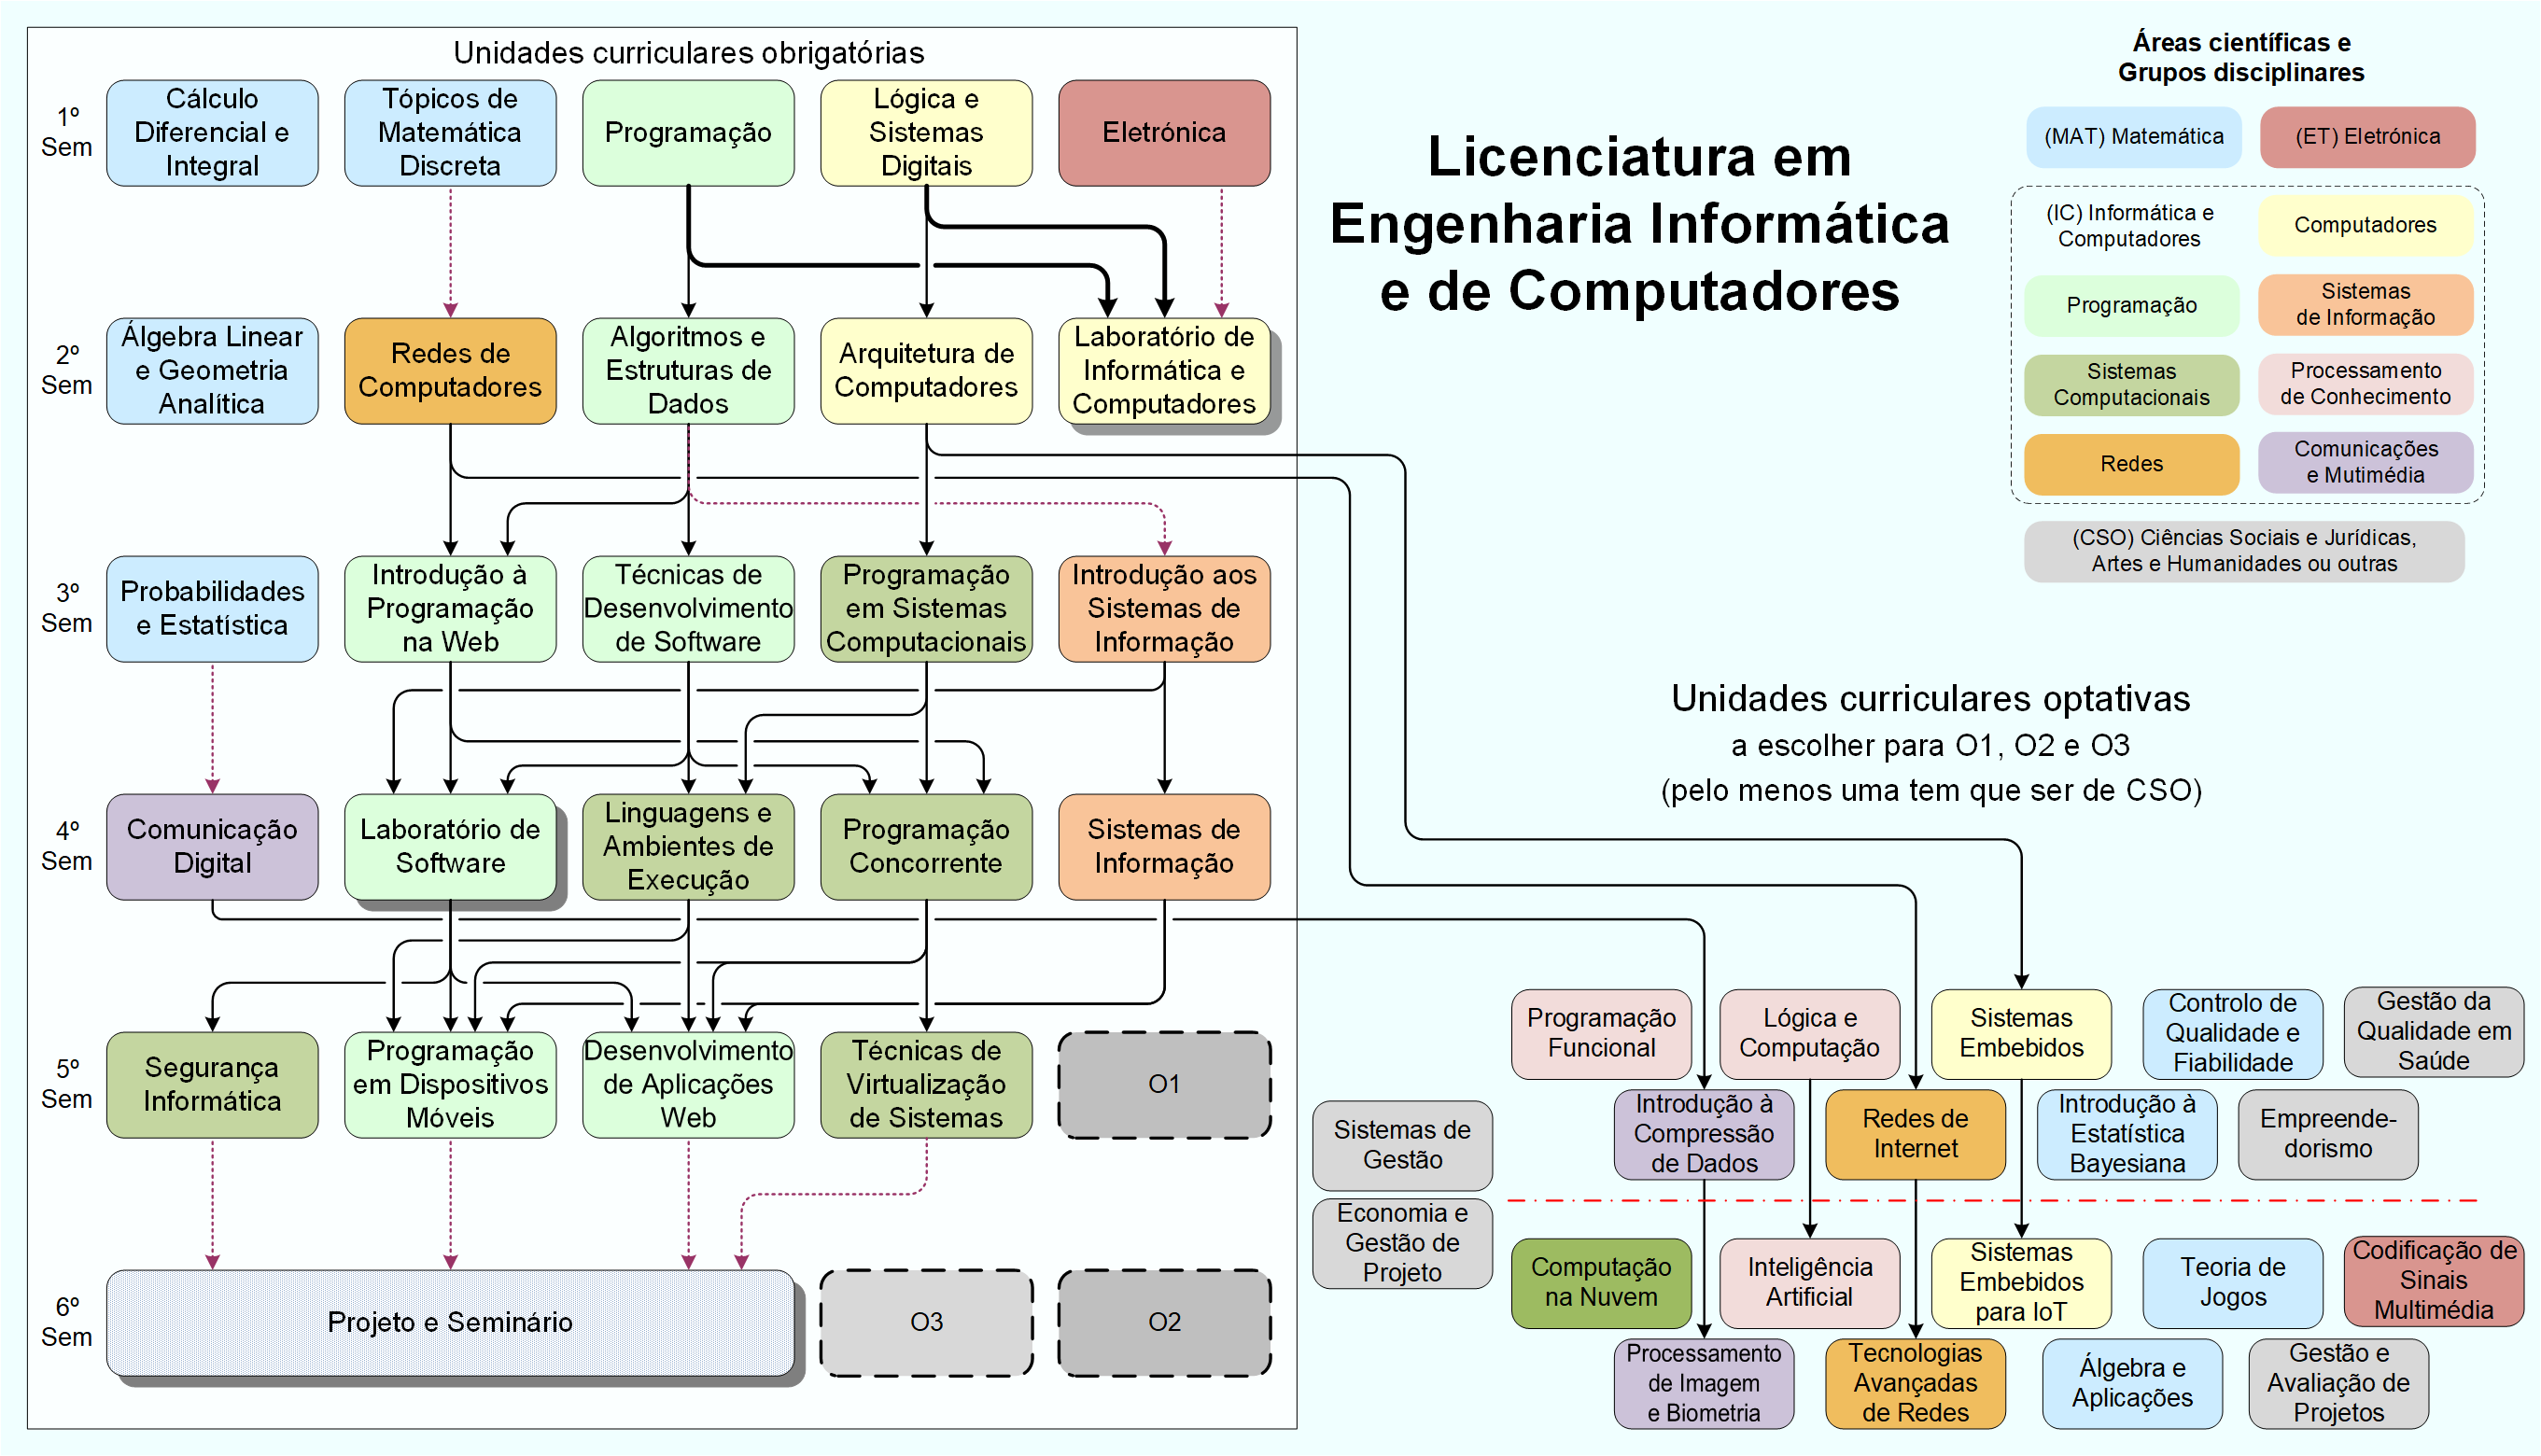 Unidades curriculares obrigatórias
1º
Sem
Cálculo
Diferencial e
Integral
Tópicos de
Matemática
Discreta
Programação
Lógica e
Sistemas
Digitais
Eletrónica
2º
Sem
Álgebra Linear
e Geometria
Analítica
Redes de
Computadores
Algoritmos e
Estruturas de
Dados
Arquitetura de
Computadores
Laboratório de
Informática e
Computadores
3º
Sem
Probabilidades
e Estatística
Introdução à
Programação
na Web
Técnicas de
Desenvolvimento
de Software
Programação
em Sistemas
Computacionais
Introdução aos
Sistemas de
Informação
4º
Sem
Comunicação
Digital
Laboratório de
Software
Linguagens e
Ambientes de
Execução
Programação
Concorrente
Sistemas de
Informação
5º
Sem
Segurança
Informática
Programação
em Dispositivos
Móveis
Desenvolvimento
de Aplicações
Web
Técnicas de
Virtualização
de Sistemas
O1
6º
Sem
Projeto e Seminário
O3
O2
Licenciatura em
Engenharia Informática
e de Computadores
Áreas científicas e
Grupos disciplinares
(MAT) Matemática
(ET) Eletrónica
(IC) Informática e
Computadores
Computadores
Programação
Sistemas
de Informação
Sistemas
Computacionais
Processamento
de Conhecimento
Redes
Comunicações
e Mutimédia
(CSO) Ciências Sociais e Jurídicas,
Artes e Humanidades ou outras
Unidades curriculares optativas
a escolher para O1, O2 e O3
(pelo menos uma tem que ser de CSO)
Programação
Funcional
Lógica e
Computação
Sistemas
Embebidos
Controlo de
Qualidade e
Fiabilidade
Gestão da
Qualidade em
Saúde
Sistemas de
Gestão
Introdução à
Compressão
de Dados
Redes de
Internet
Introdução à
Estatística
Bayesiana
Empreende-
dorismo
Economia e
Gestão de
Projeto
Computação
na Nuvem
Inteligência
Artificial
Sistemas
Embebidos
para IoT
Teoria de
Jogos
Codificação de
Sinais
Multimédia
Processamento
de Imagem
e Biometria
Tecnologias
Avançadas
de Redes
Álgebra e
Aplicações
Gestão e
Avaliação de
Projetos